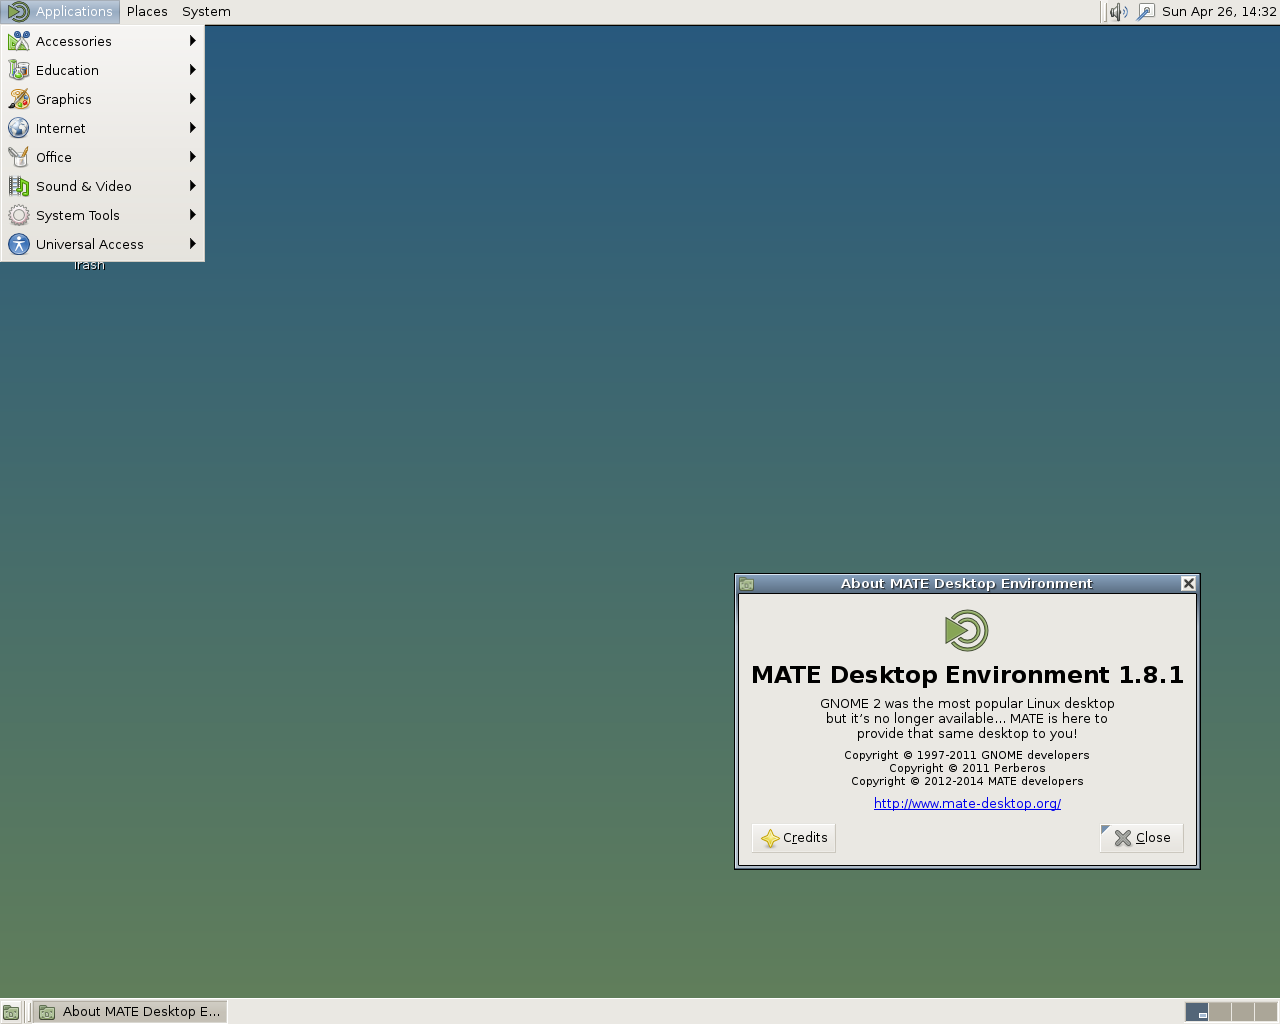 Applications Places System Sun Apr 26, 14:32
Accessories
Education
Graphics
Internet
Office
Sound & Video
System Tools
Universal Access
Trash
About MATE Desktop Environment
MATE Desktop Environment 1.8.1
GNOME 2 was the most popular Linux desktop
but it’s no longer available... MATE is here to
provide that same desktop to you!
Copyright © 1997-2011 GNOME developers
Copyright © 2011 Perberos
Copyright © 2012-2014 MATE developers
http://www.mate-desktop.org/
Credits Close
About MATE Desktop E...